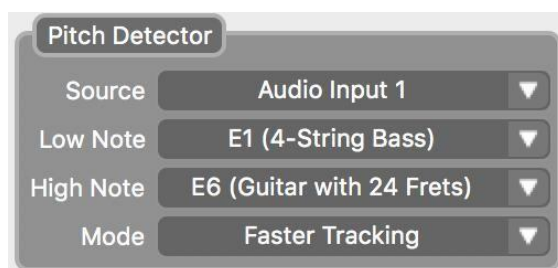 Pitch Detector
Source Audio Input 1
Low Note E1 (4-String Bass)
High Note E6 (Guitar with 24 Frets)
Mode Faster Tracking